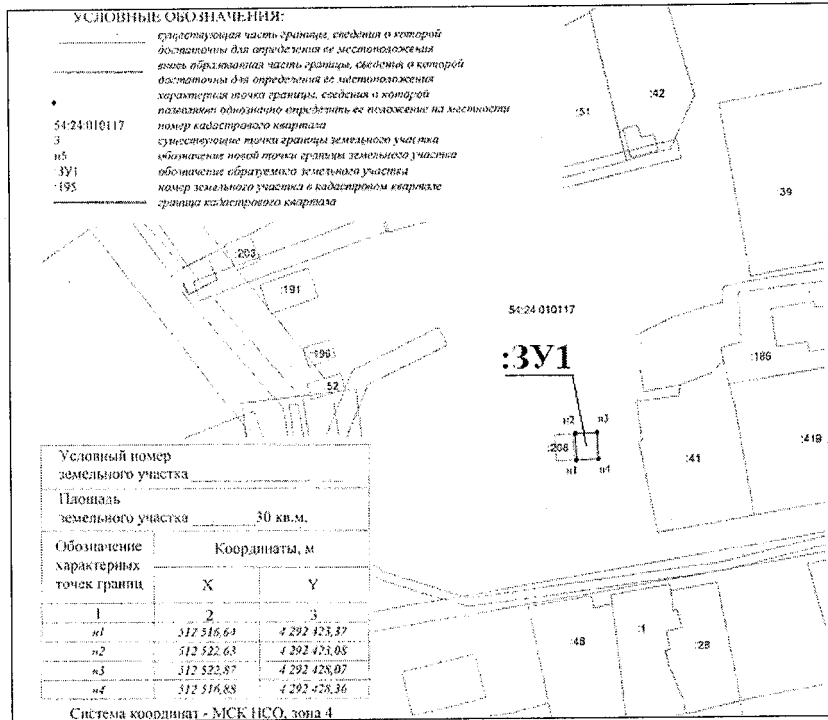 УСЛОВНЫЕ ОБОЗНАЧЕНИЯ:
существующая часть границы, сведения о которой
достаточны для определения ее местоположения
вновь образованная часть границы, сведения о которой
достаточны для определения ее местоположения
характерная точка границы, сведения о которой
позволяют однозначно определить ее положение на местности
54:24:010117 номер кадастрового квартала
3 существующие точки границы земельного участка
н5 обозначение новой точки границы земельного участка
:ЗУ1 обозначение образуемого земельного участка
:195 номер земельного участка в кадастровом квартале
граница кадастрового квартала
:42
:51
39
:203
:191
54:24 010117
:186
:ЗУ1
52
н2
н3
:208
:41
:419
н1
н4
Условный номер
земельного участка
Площадь
земельного участка 30 кв.м.
Обозначение характерных точек границ
Координаты, м
X Y
1 2 3
н1 512 516,64 4 292 423,37
н2 512 522,63 4 292 423,08
н3 512 522,87 4 292 428,07
н4 512 516,88 4 292 428,36
:1
:28
Система координат - МСК НСО, зона 4